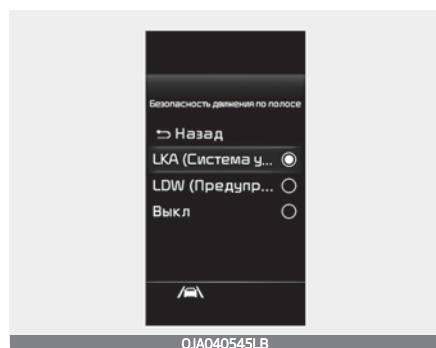 Безопасность движения по полосе
Назад
LKA (Система у...
LDW (Предупр...
Выкл
OJA040545LB